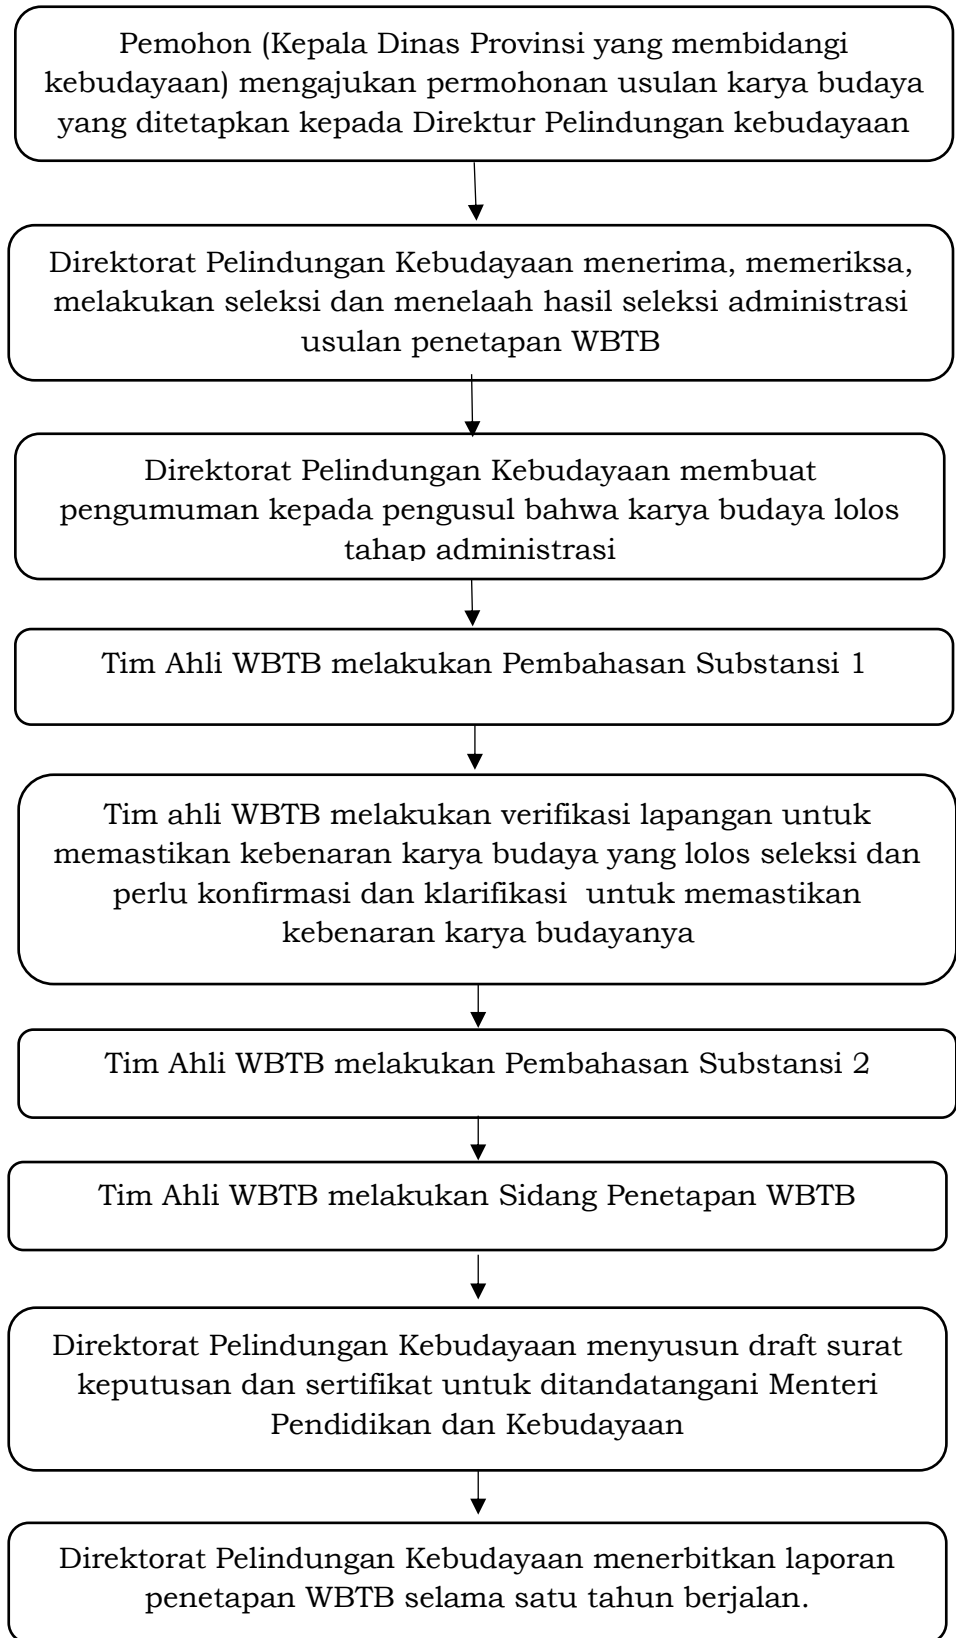 Pemohon (Kepala Dinas Provinsi yang membidangi
kebudayaan) mengajukan permohonan usulan karya budaya
yang ditetapkan kepada Direktur Pelindungan kebudayaan
Direktorat Pelindungan Kebudayaan menerima, memeriksa,
melakukan seleksi dan menelaah hasil seleksi administrasi
usulan penetapan WBTB
Direktorat Pelindungan Kebudayaan membuat
pengumuman kepada pengusul bahwa karya budaya lolos
tahap administrasi
Tim Ahli WBTB melakukan Pembahasan Substansi 1
Tim ahli WBTB melakukan verifikasi lapangan untuk
memastikan kebenaran karya budaya yang lolos seleksi dan
perlu konfirmasi dan klarifikasi  untuk memastikan
kebenaran karya budayanya
Tim Ahli WBTB melakukan Pembahasan Substansi 2
Tim Ahli WBTB melakukan Sidang Penetapan WBTB
Direktorat Pelindungan Kebudayaan menyusun draft surat
keputusan dan sertifikat untuk ditandatangani Menteri
Pendidikan dan Kebudayaan
Direktorat Pelindungan Kebudayaan menerbitkan laporan
penetapan WBTB selama satu tahun berjalan.